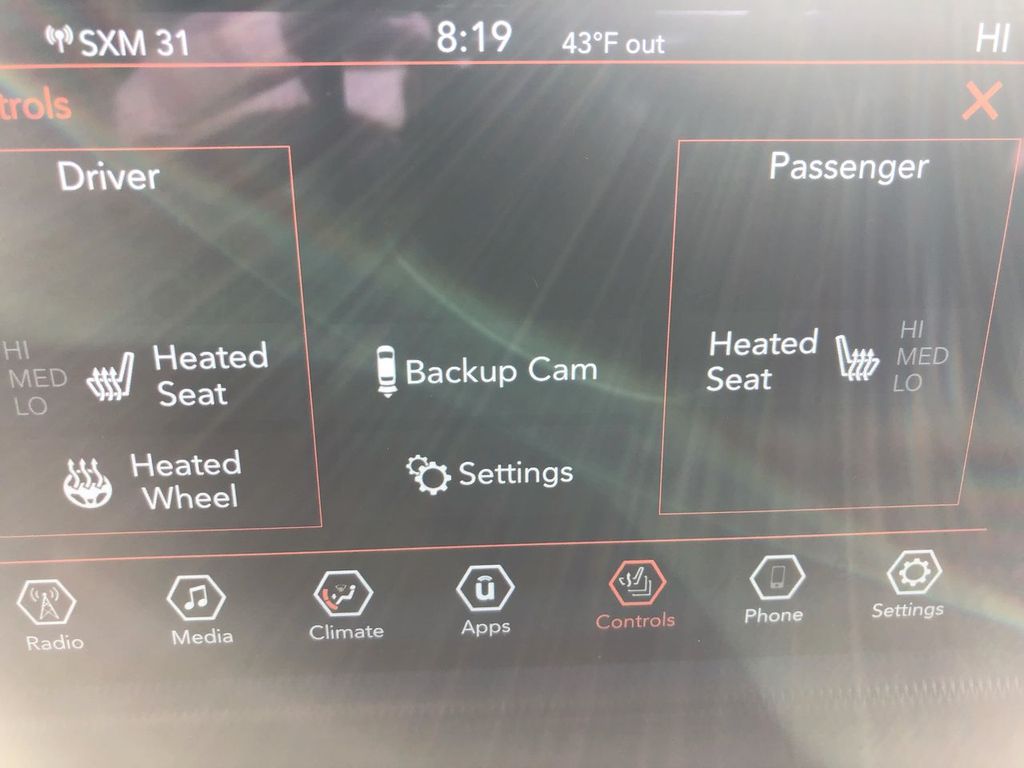 SXM 31 8:19 43°F out HI
trols
Driver
Passenger
HI
MED
LO
Heated
Seat
Backup Cam
Heated
Seat
HI
MED
LO
Heated
Wheel
Settings
Radio Media Climate Apps Controls Phone Settings